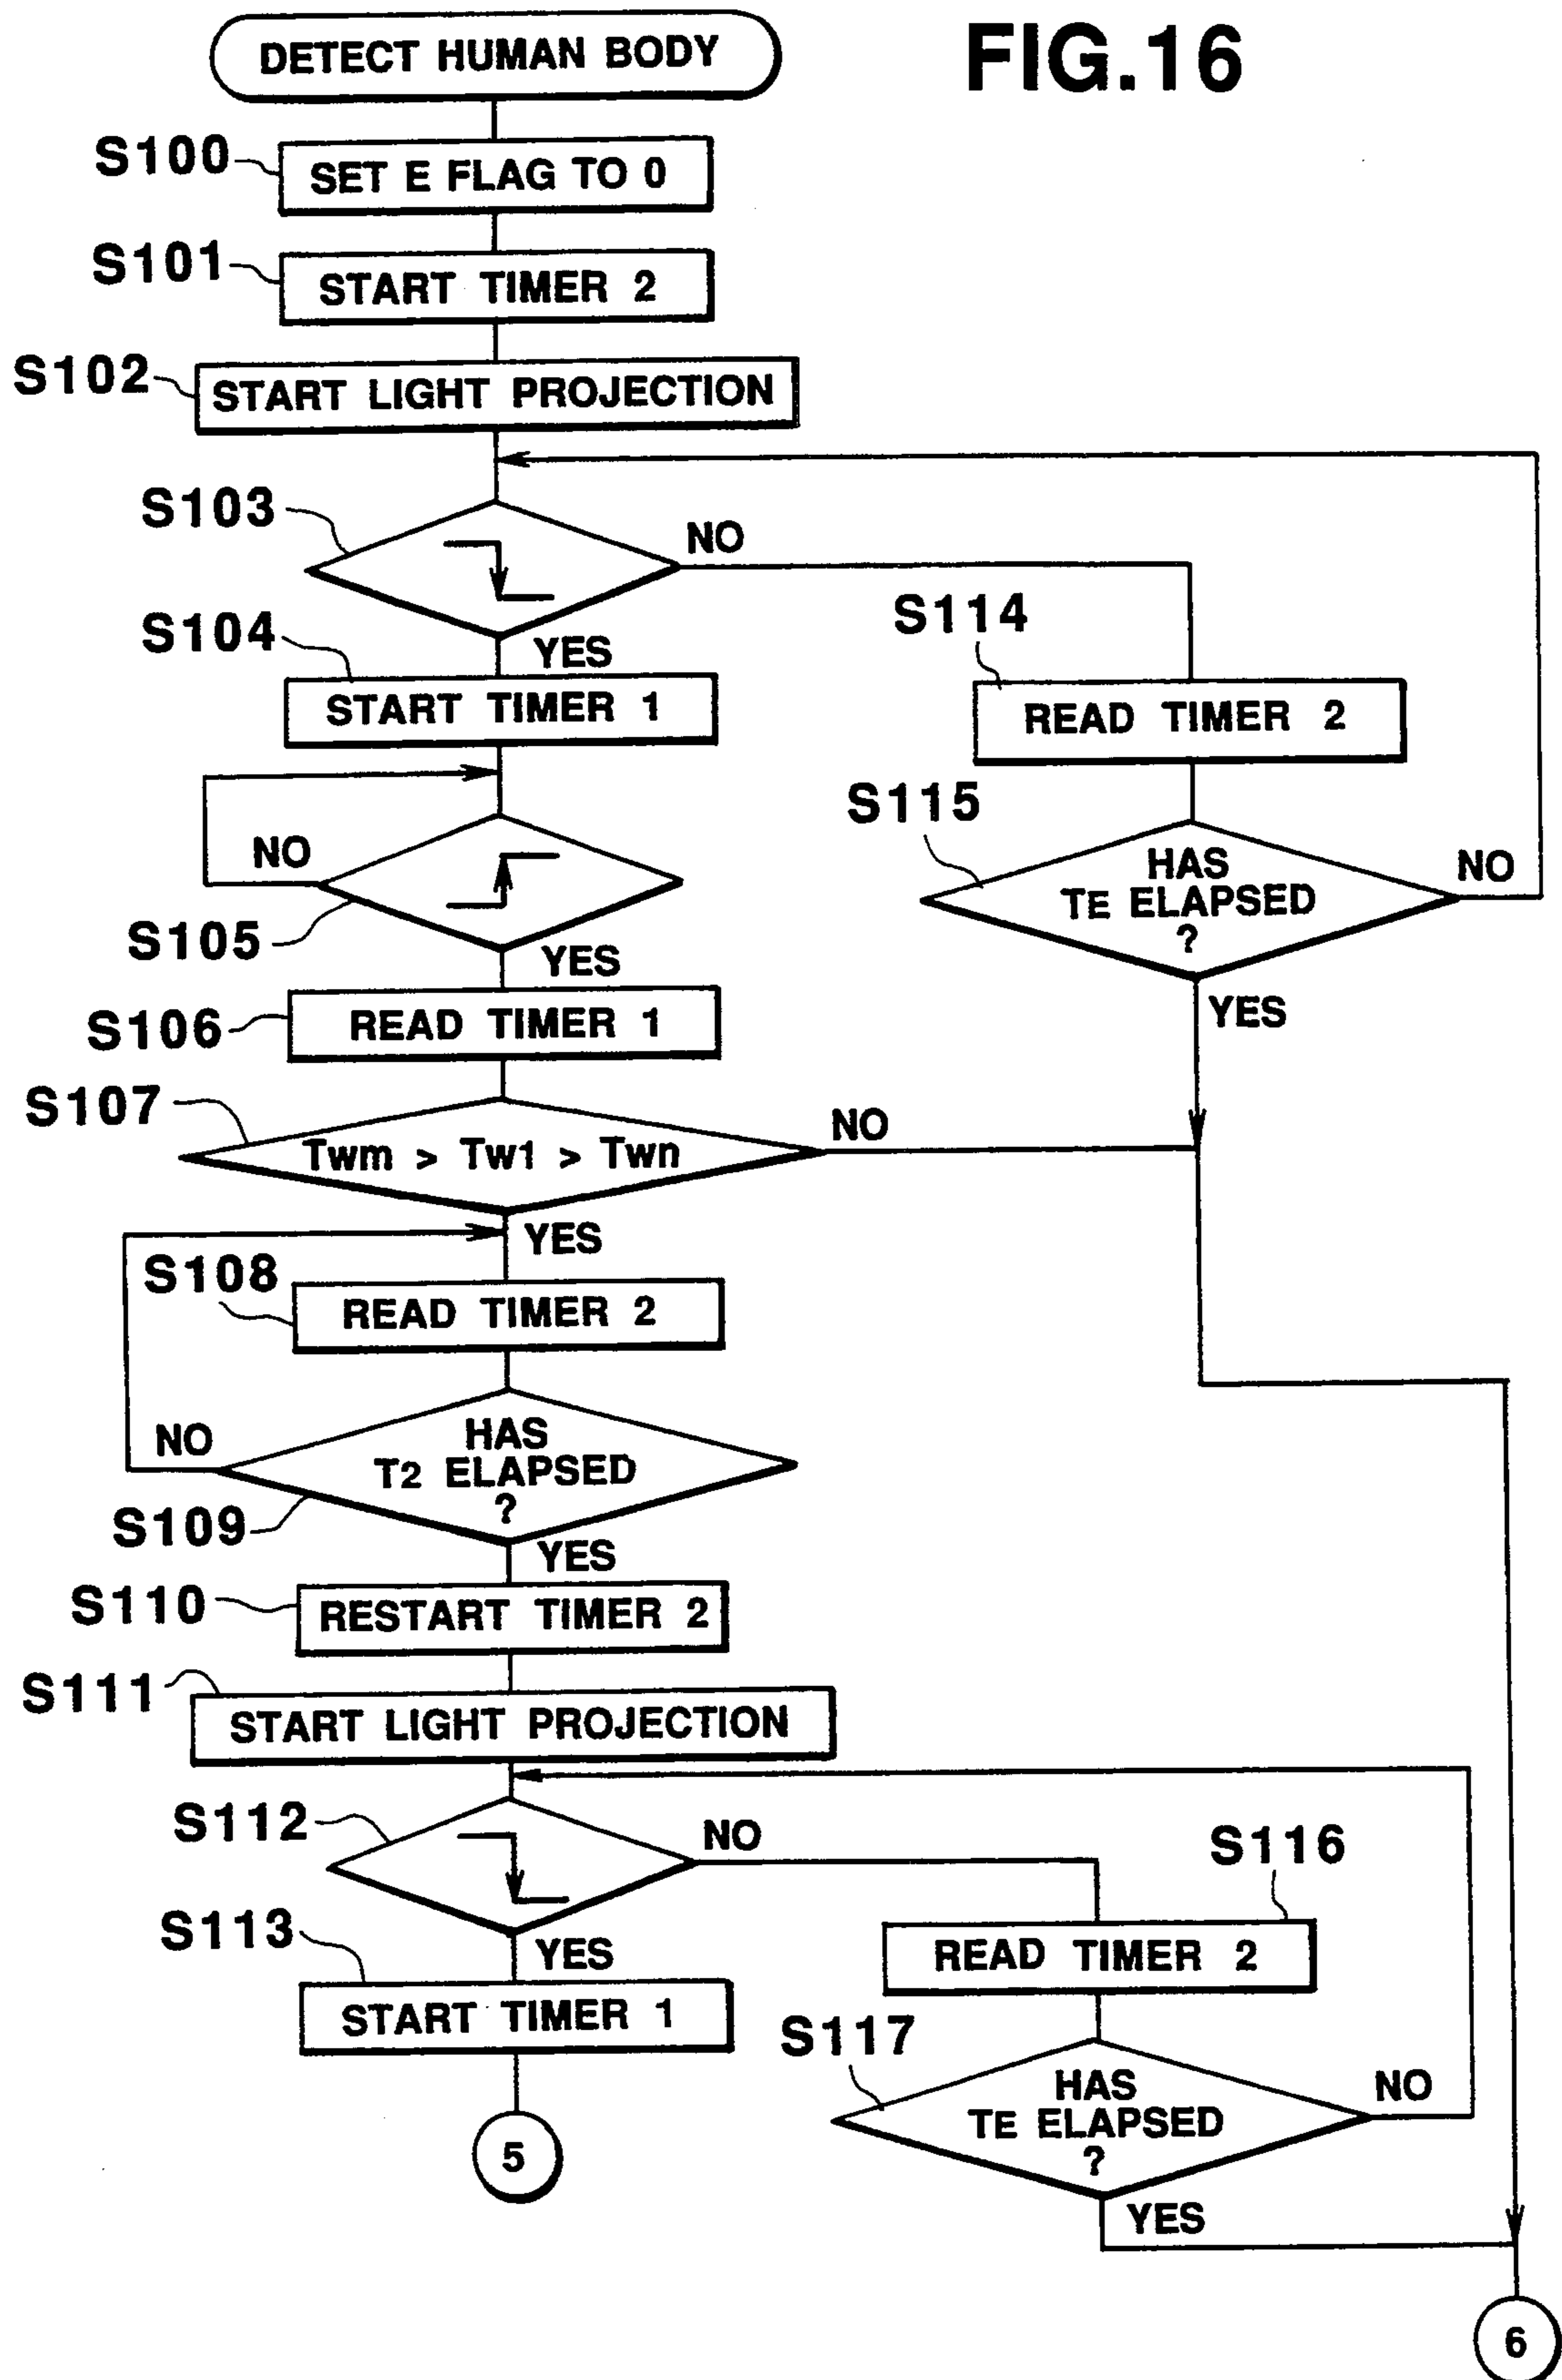 FIG.16
DETECT HUMAN BODY
S100
SET E FLAG TO 0
S101
START TIMER 2
S102
START LIGHT PROJECTION
S103
NO
YES
S104
START TIMER 1
S114
READ TIMER 2
S115
HAS
TE ELAPSED
?
NO
YES
NO
S105
YES
S106
READ TIMER 1
S107
Twm > Tw1 > Twn
NO
YES
S108
READ TIMER 2
NO
HAS
T2 ELAPSED
?
S109
YES
S110
RESTART TIMER 2
S111
START LIGHT PROJECTION
S112
NO
YES
S113
START TIMER 1
5
S116
READ TIMER 2
S117
HAS
TE ELAPSED
?
NO
YES
6